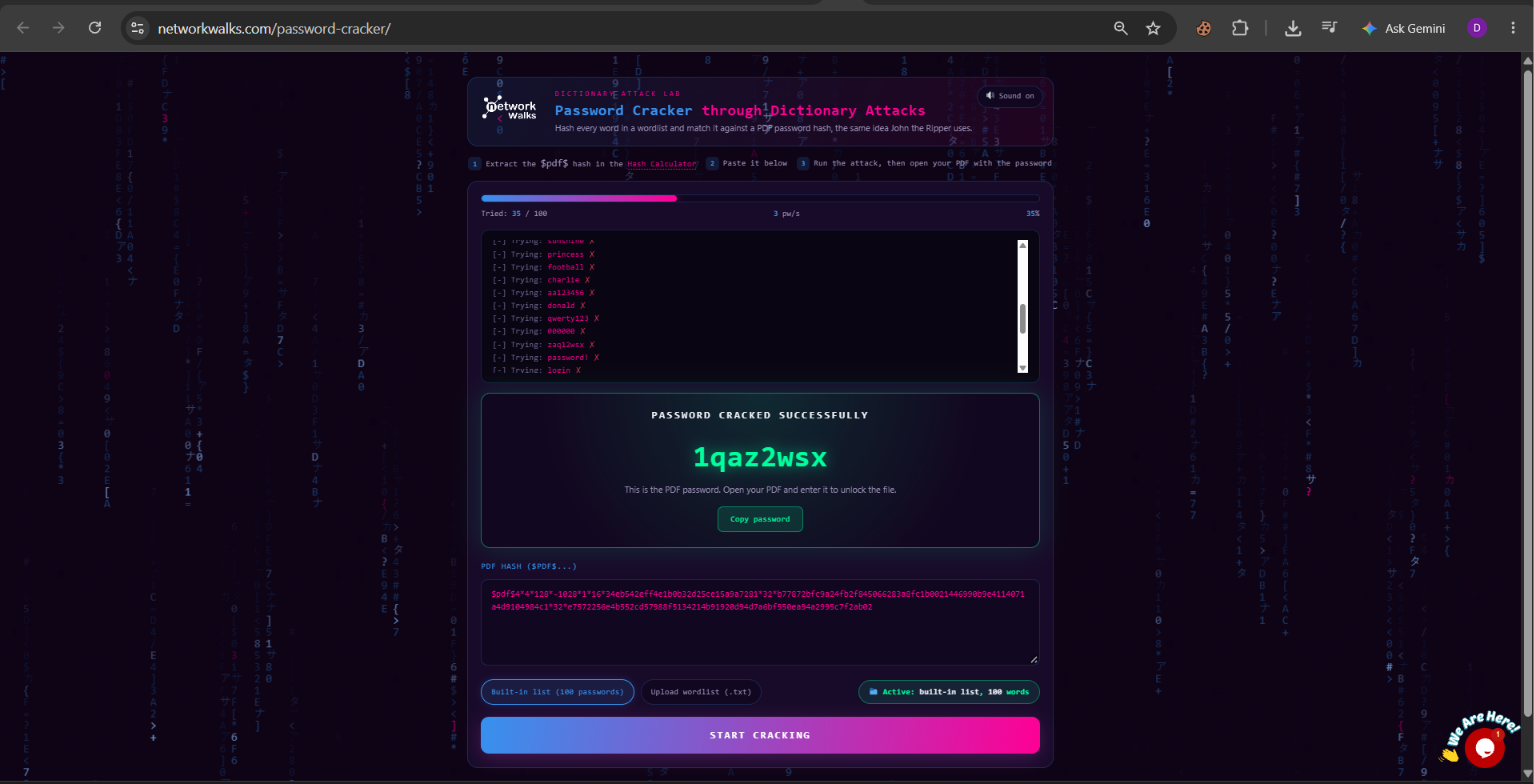 networkwalks.com/password-cracker/
Ask Gemini
D
network
walks
DICTIONARY ATTACK LAB
Sound on
Password Cracker through Dictionary Attacks
Hash every word in a wordlist and match it against a PDF password hash, the same idea John the Ripper uses.
1 Extract the $pdf$ hash in the Hash Calculator 2 Paste it below 3 Run the attack, then open your PDF with the password
Tried: 35 / 100 3 pw/s 35%
[-] Trying: sunshine ✗
[-] Trying: princess ✗
[-] Trying: football ✗
[-] Trying: charlie ✗
[-] Trying: aa123456 ✗
[-] Trying: donald ✗
[-] Trying: qwerty123 ✗
[-] Trying: 000000 ✗
[-] Trying: zaq12wsx ✗
[-] Trying: password! ✗
[-] Trying: login ✗
PASSWORD CRACKED SUCCESSFULLY
1qaz2wsx
This is the PDF password. Open your PDF and enter it to unlock the file.
Copy password
PDF HASH ($PDF$...)
Built-in list (100 passwords) Upload wordlist (.txt) Active: built-in list, 100 words
START CRACKING
We Are Here!
1